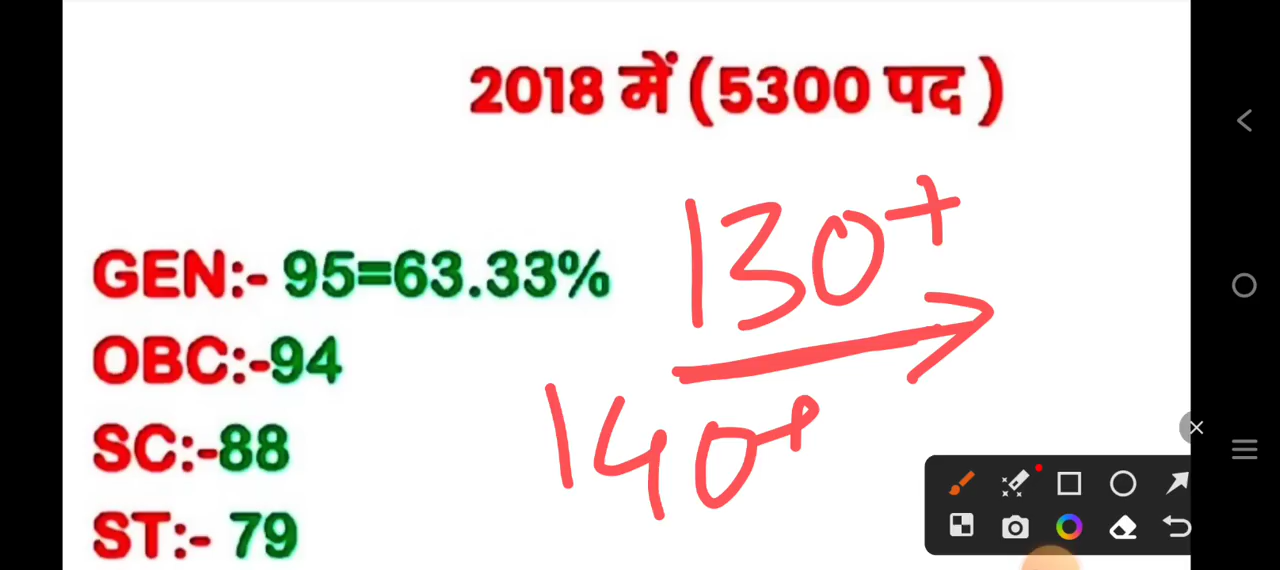 2018 में (5300 पद )
130+
GEN:- 95=63.33%
OBC:-94
140+
SC:-88
ST:- 79